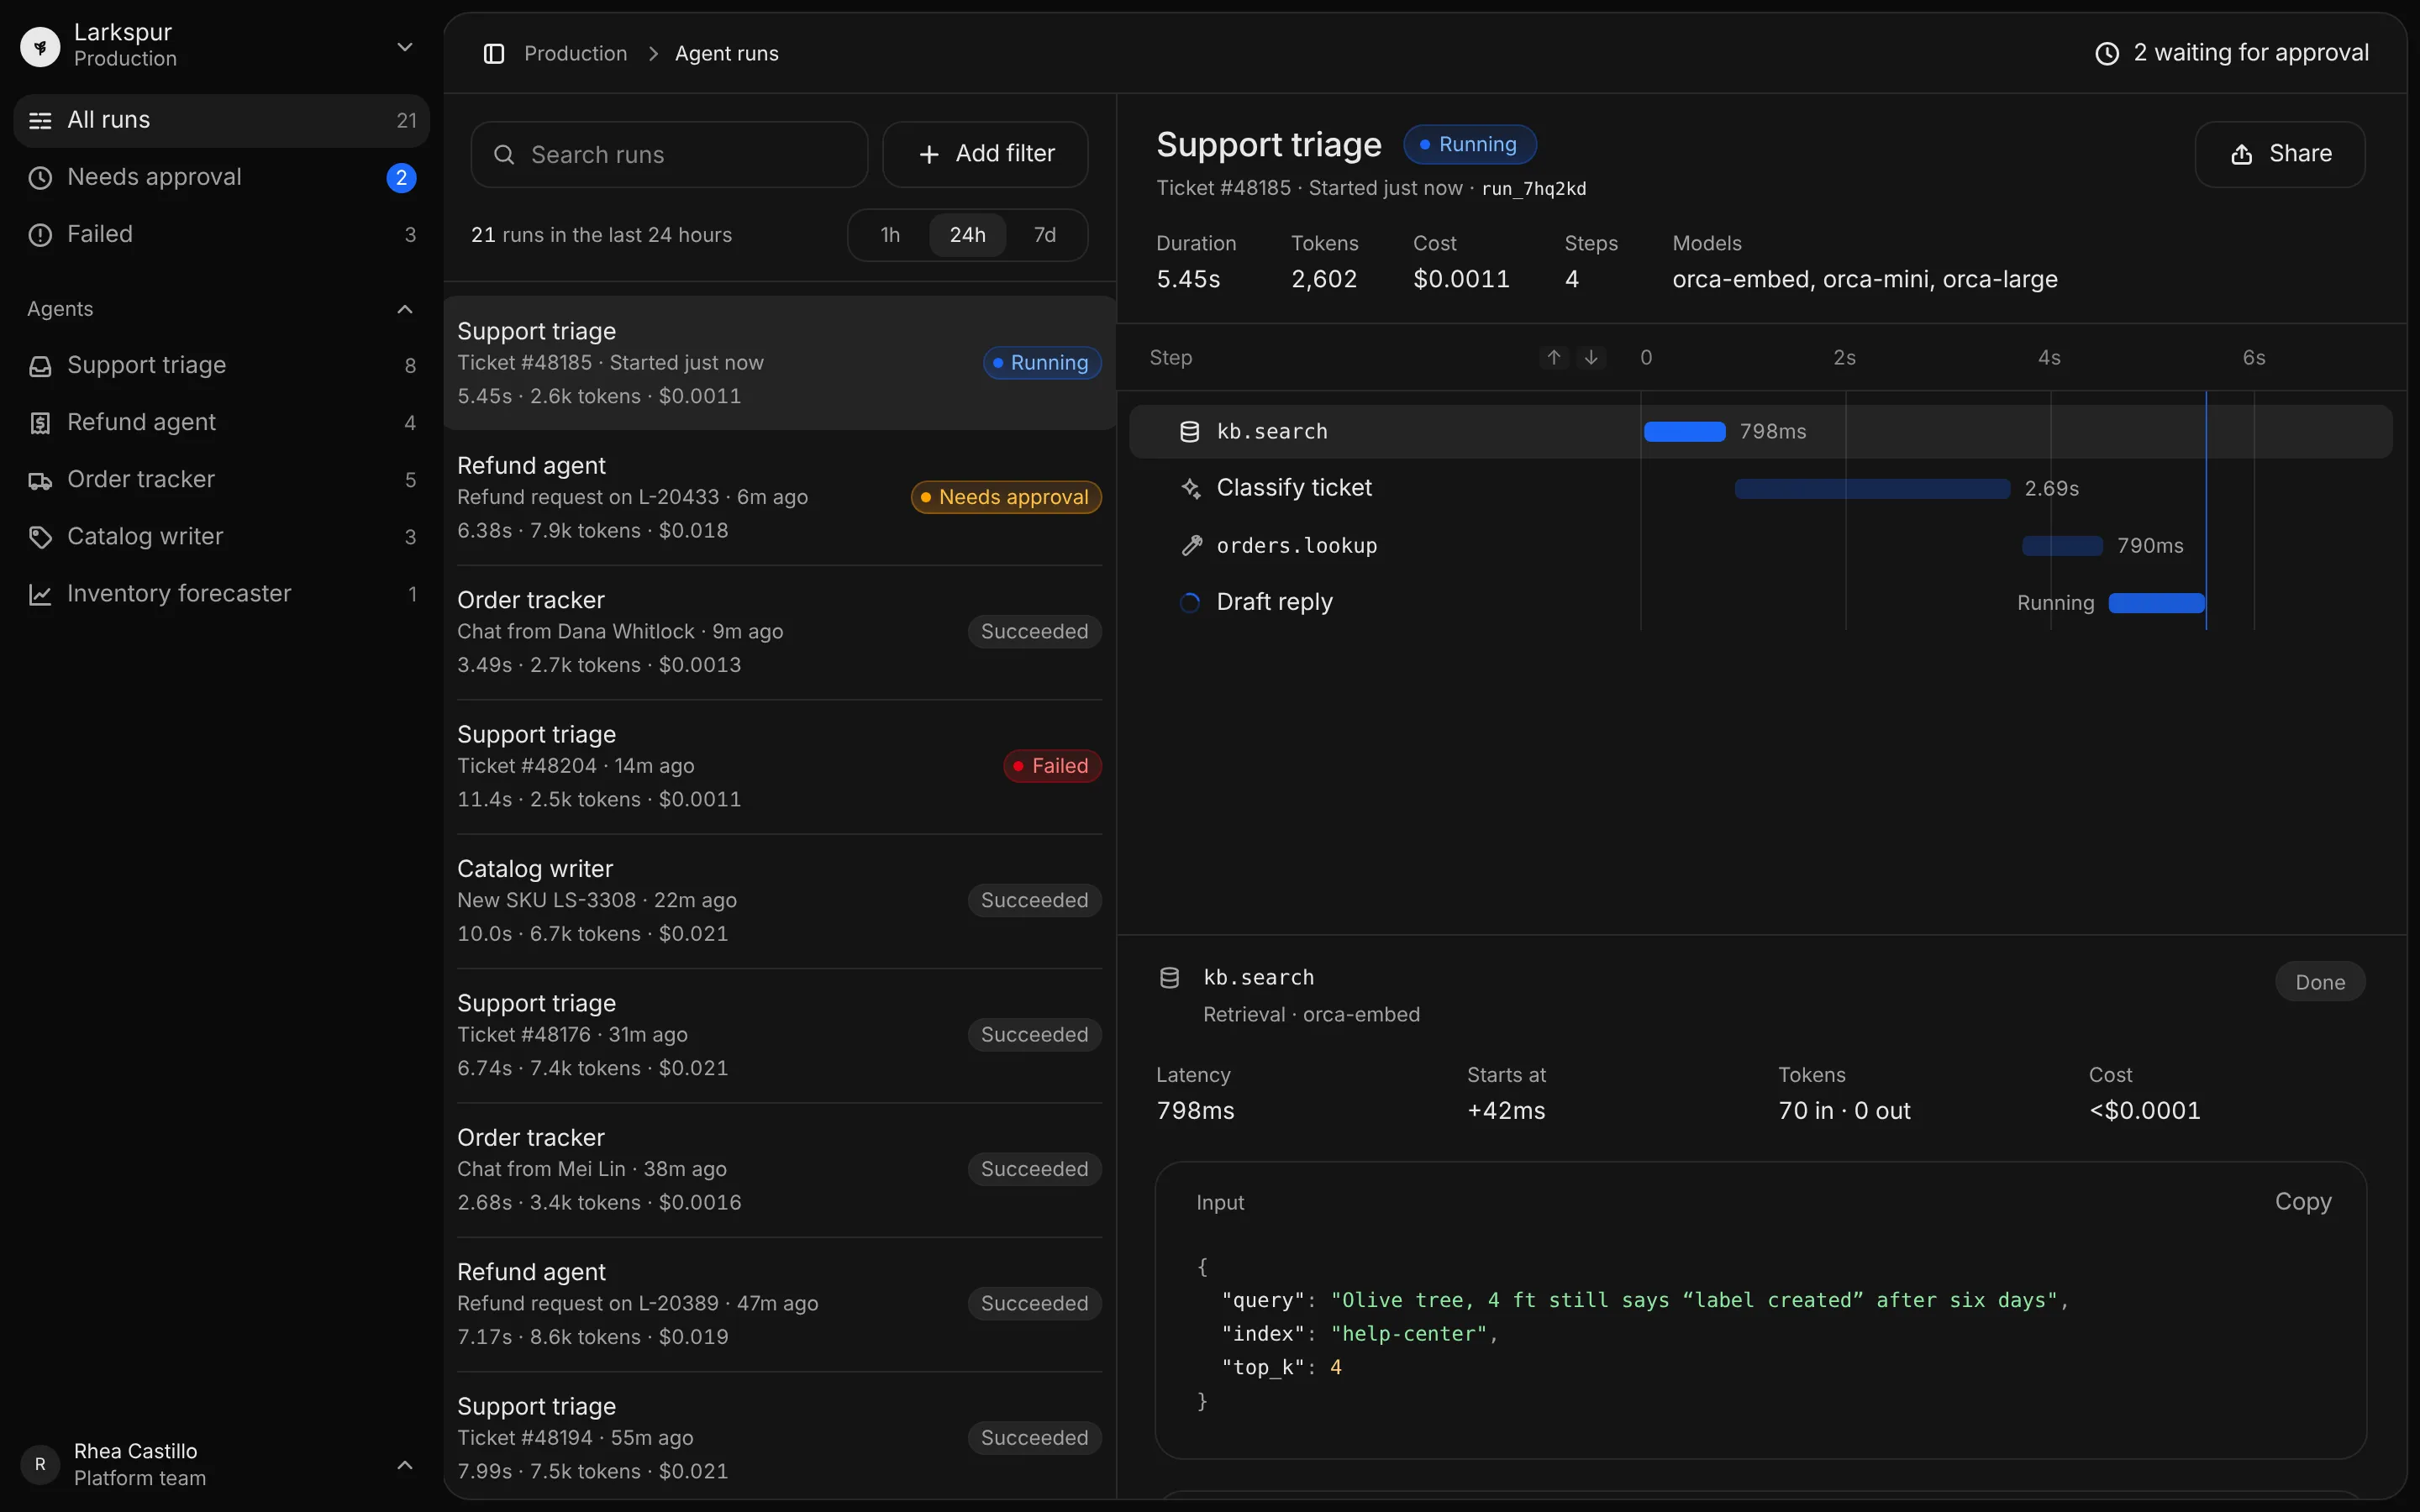 Larkspur
Production
All runs 21
Needs approval 2
Failed 3
Agents
Support triage 8
Refund agent 4
Order tracker 5
Catalog writer 3
Inventory forecaster 1
R
Rhea Castillo
Platform team
Production Agent runs
2 waiting for approval
Search runs
Add filter
21 runs in the last 24 hours
1h 24h 7d
Support triage
Ticket #48185 · Started just now
Running
5.45s · 2.6k tokens · $0.0011
Refund agent
Refund request on L-20433 · 6m ago
Needs approval
6.38s · 7.9k tokens · $0.018
Order tracker
Chat from Dana Whitlock · 9m ago
Succeeded
3.49s · 2.7k tokens · $0.0013
Support triage
Ticket #48204 · 14m ago
Failed
11.4s · 2.5k tokens · $0.0011
Catalog writer
New SKU LS-3308 · 22m ago
Succeeded
10.0s · 6.7k tokens · $0.021
Support triage
Ticket #48176 · 31m ago
Succeeded
6.74s · 7.4k tokens · $0.021
Order tracker
Chat from Mei Lin · 38m ago
Succeeded
2.68s · 3.4k tokens · $0.0016
Refund agent
Refund request on L-20389 · 47m ago
Succeeded
7.17s · 8.6k tokens · $0.019
Support triage
Ticket #48194 · 55m ago
Succeeded
7.99s · 7.5k tokens · $0.021
Support triage Running
Ticket #48185 · Started just now · run_7hq2kd
Share
Duration Tokens Cost Steps Models
5.45s 2,602 $0.0011 4 orca-embed, orca-mini, orca-large
Step 0 2s 4s 6s
kb.search 798ms
Classify ticket 2.69s
orders.lookup 790ms
Draft reply Running
kb.search
Retrieval · orca-embed
Done
Latency Starts at Tokens Cost
798ms +42ms 70 in · 0 out <$0.0001
Input Copy
{
"query": "Olive tree, 4 ft still says “label created” after six days",
"index": "help-center",
"top_k": 4
}